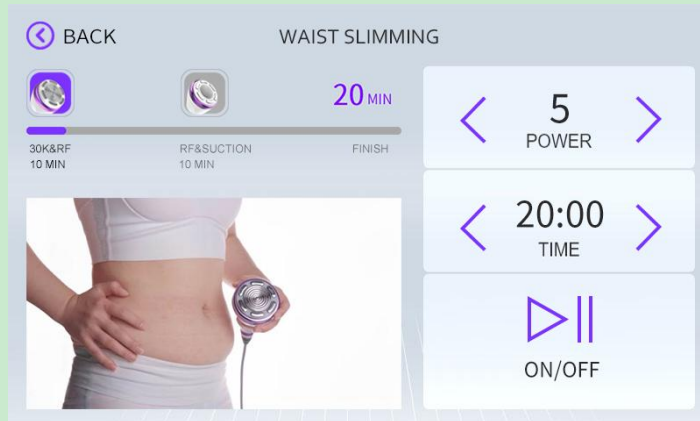 BACK
WAIST SLIMMING
20 MIN
30K&RF
10 MIN
RF&SUCTION
10 MIN
FINISH
5
POWER
20:00
TIME
ON/OFF